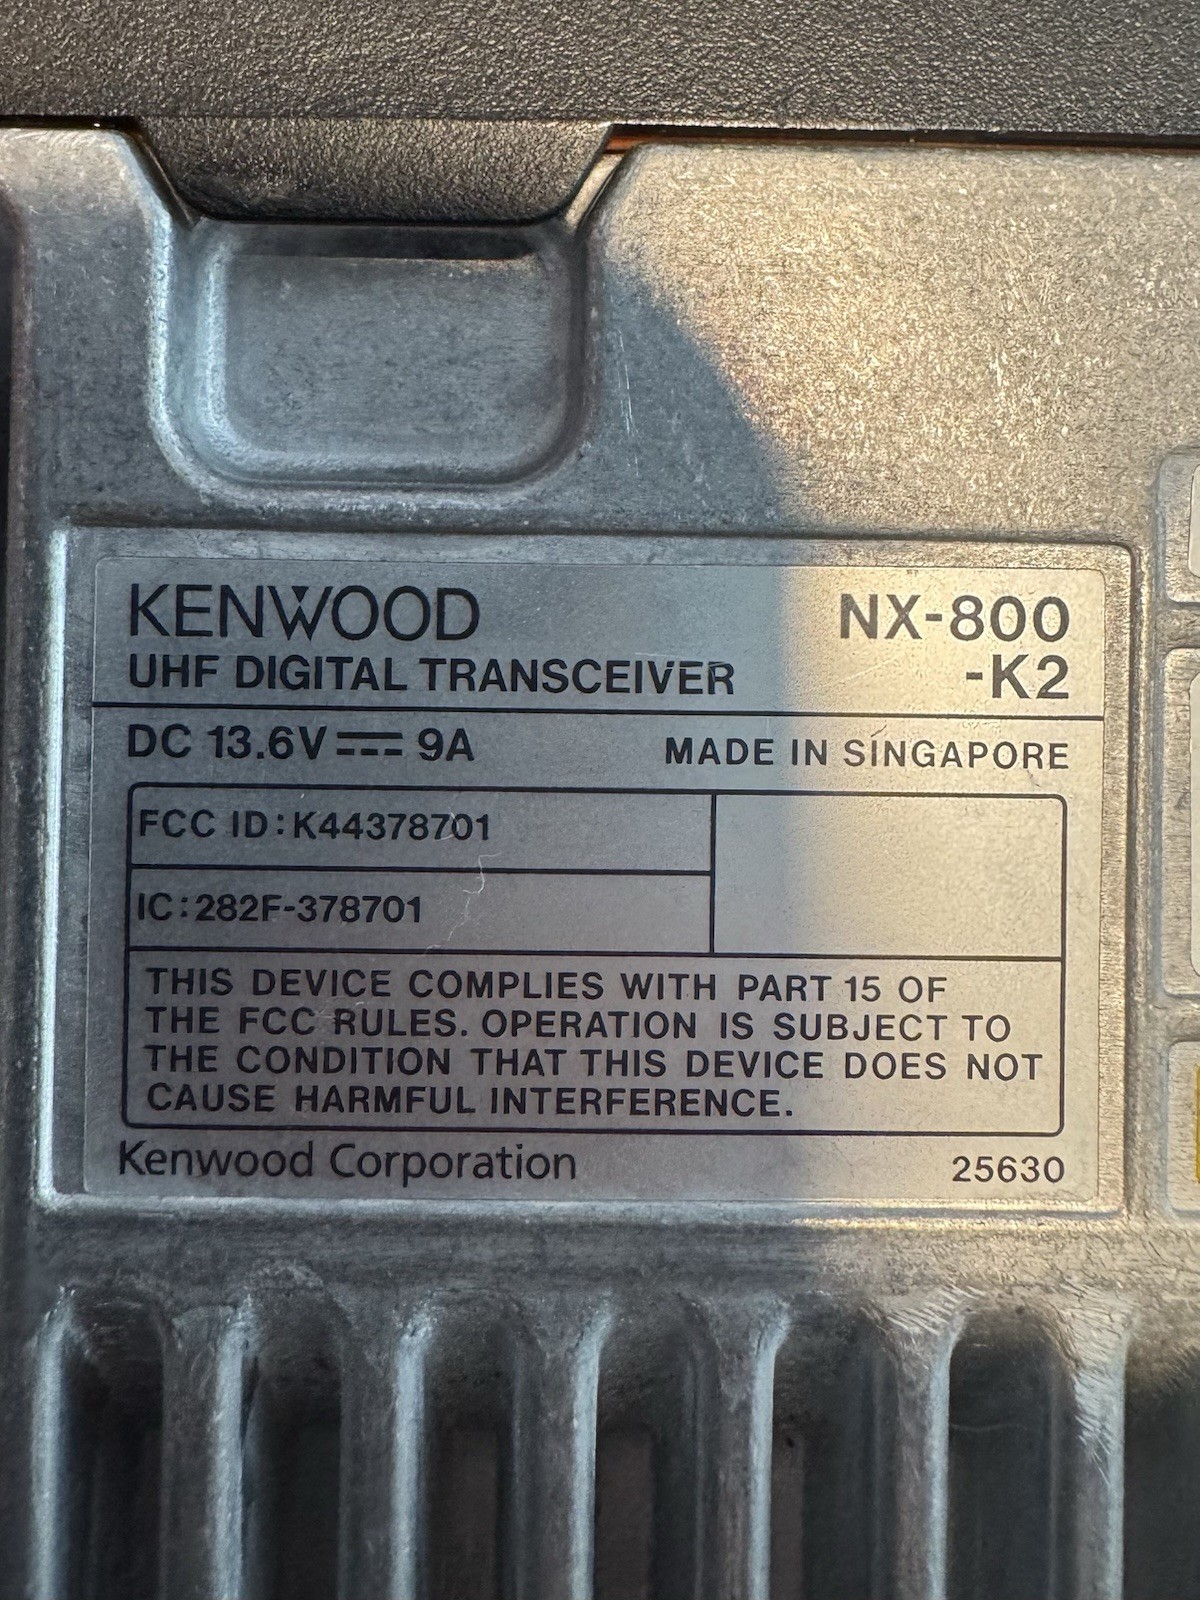 KENWOOD NX-800
UHF DIGITAL TRANSCEIVER -K2
DC 13.6V⎓9A MADE IN SINGAPORE
FCC ID:K44378701
IC:282F-378701
THIS DEVICE COMPLIES WITH PART 15 OF
THE FCC RULES. OPERATION IS SUBJECT TO
THE CONDITION THAT THIS DEVICE DOES NOT
CAUSE HARMFUL INTERFERENCE.
Kenwood Corporation 25630